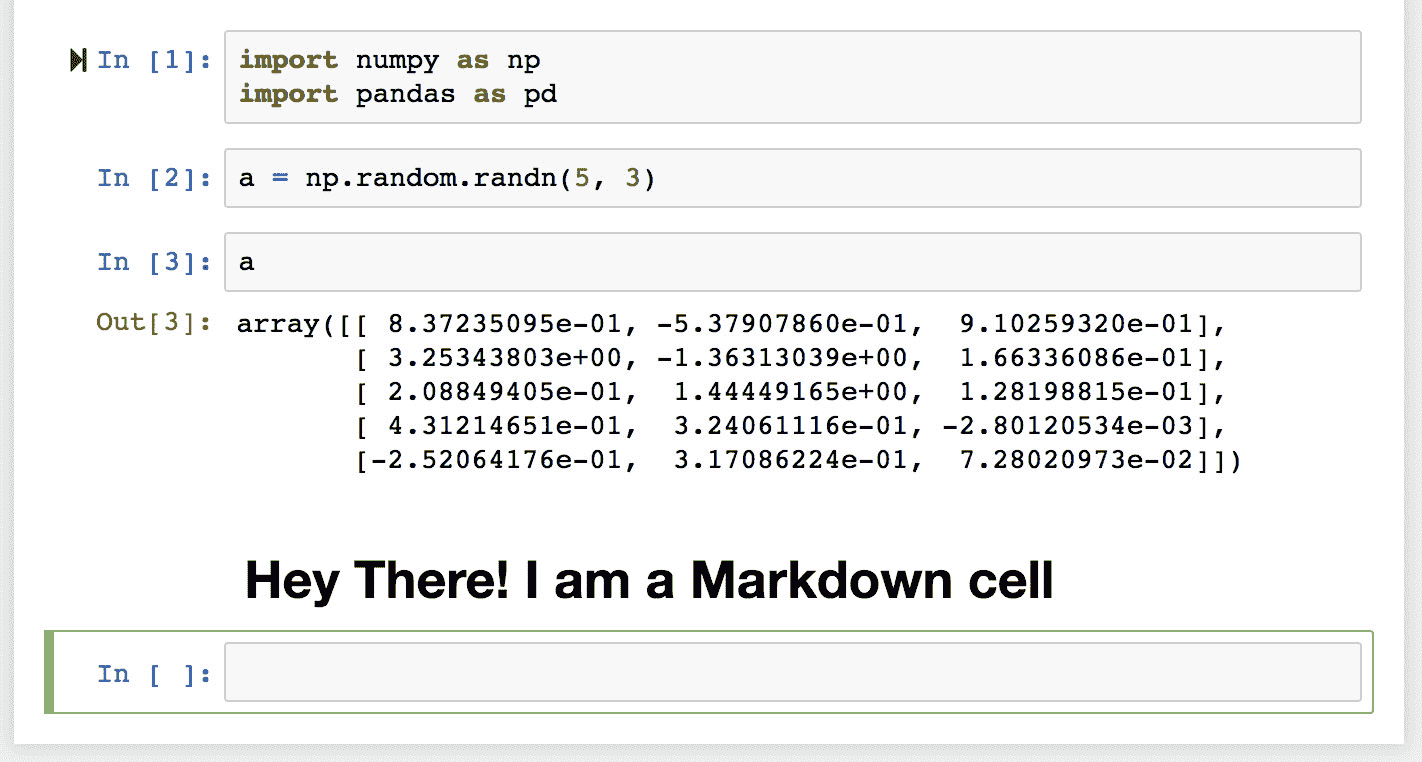 In [1]: import numpy as np
import pandas as pd
In [2]: a = np.random.randn(5, 3)
In [3]: a
Out[3]: array([[ 8.37235095e-01, -5.37907860e-01,  9.10259320e-01],
       [ 3.25343803e+00, -1.36313039e+00,  1.66336086e-01],
       [ 2.08849405e-01,  1.44449165e+00,  1.28198815e-01],
       [ 4.31214651e-01,  3.24061116e-01, -2.80120534e-03],
       [-2.52064176e-01,  3.17086224e-01,  7.28020973e-02]])
Hey There! I am a Markdown cell
In [ ]: